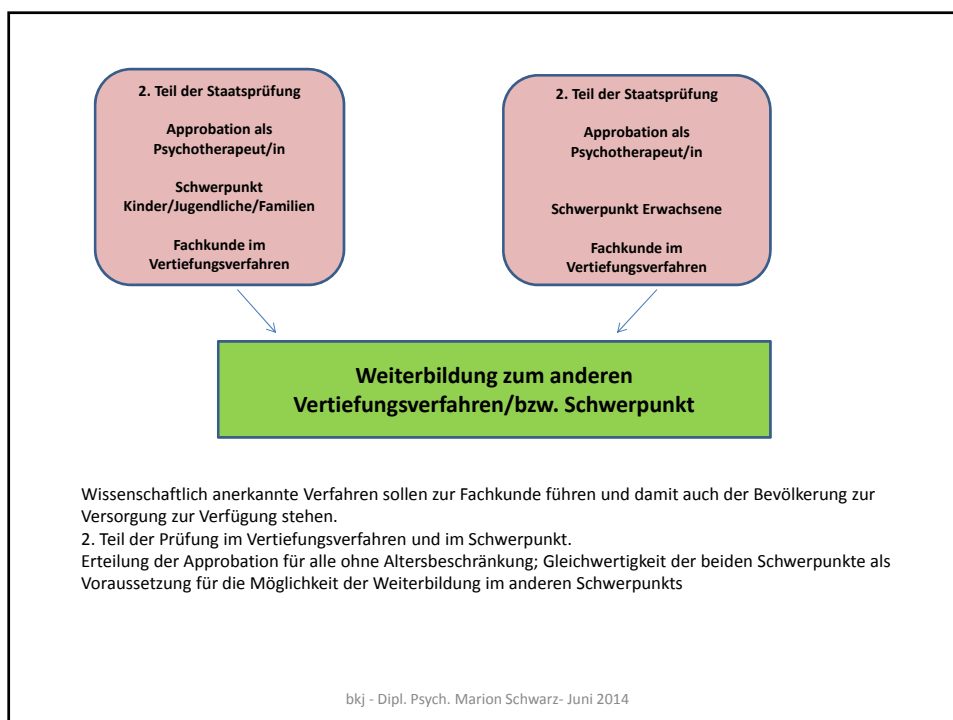 2. Teil der Staatsprüfung
Approbation als
Psychotherapeut/in
Schwerpunkt
Kinder/Jugendliche/Familien
Fachkunde im
Vertiefungsverfahren
2. Teil der Staatsprüfung
Approbation als
Psychotherapeut/in
Schwerpunkt Erwachsene
Fachkunde im
Vertiefungsverfahren
Weiterbildung zum anderen
Vertiefungsverfahren/bzw. Schwerpunkt
Wissenschaftlich anerkannte Verfahren sollen zur Fachkunde führen und damit auch der Bevölkerung zur
Versorgung zur Verfügung stehen.
2. Teil der Prüfung im Vertiefungsverfahren und im Schwerpunkt.
Erteilung der Approbation für alle ohne Altersbeschränkung; Gleichwertigkeit der beiden Schwerpunkte als
Voraussetzung für die Möglichkeit der Weiterbildung im anderen Schwerpunkts
bkj - Dipl. Psych. Marion Schwarz- Juni 2014